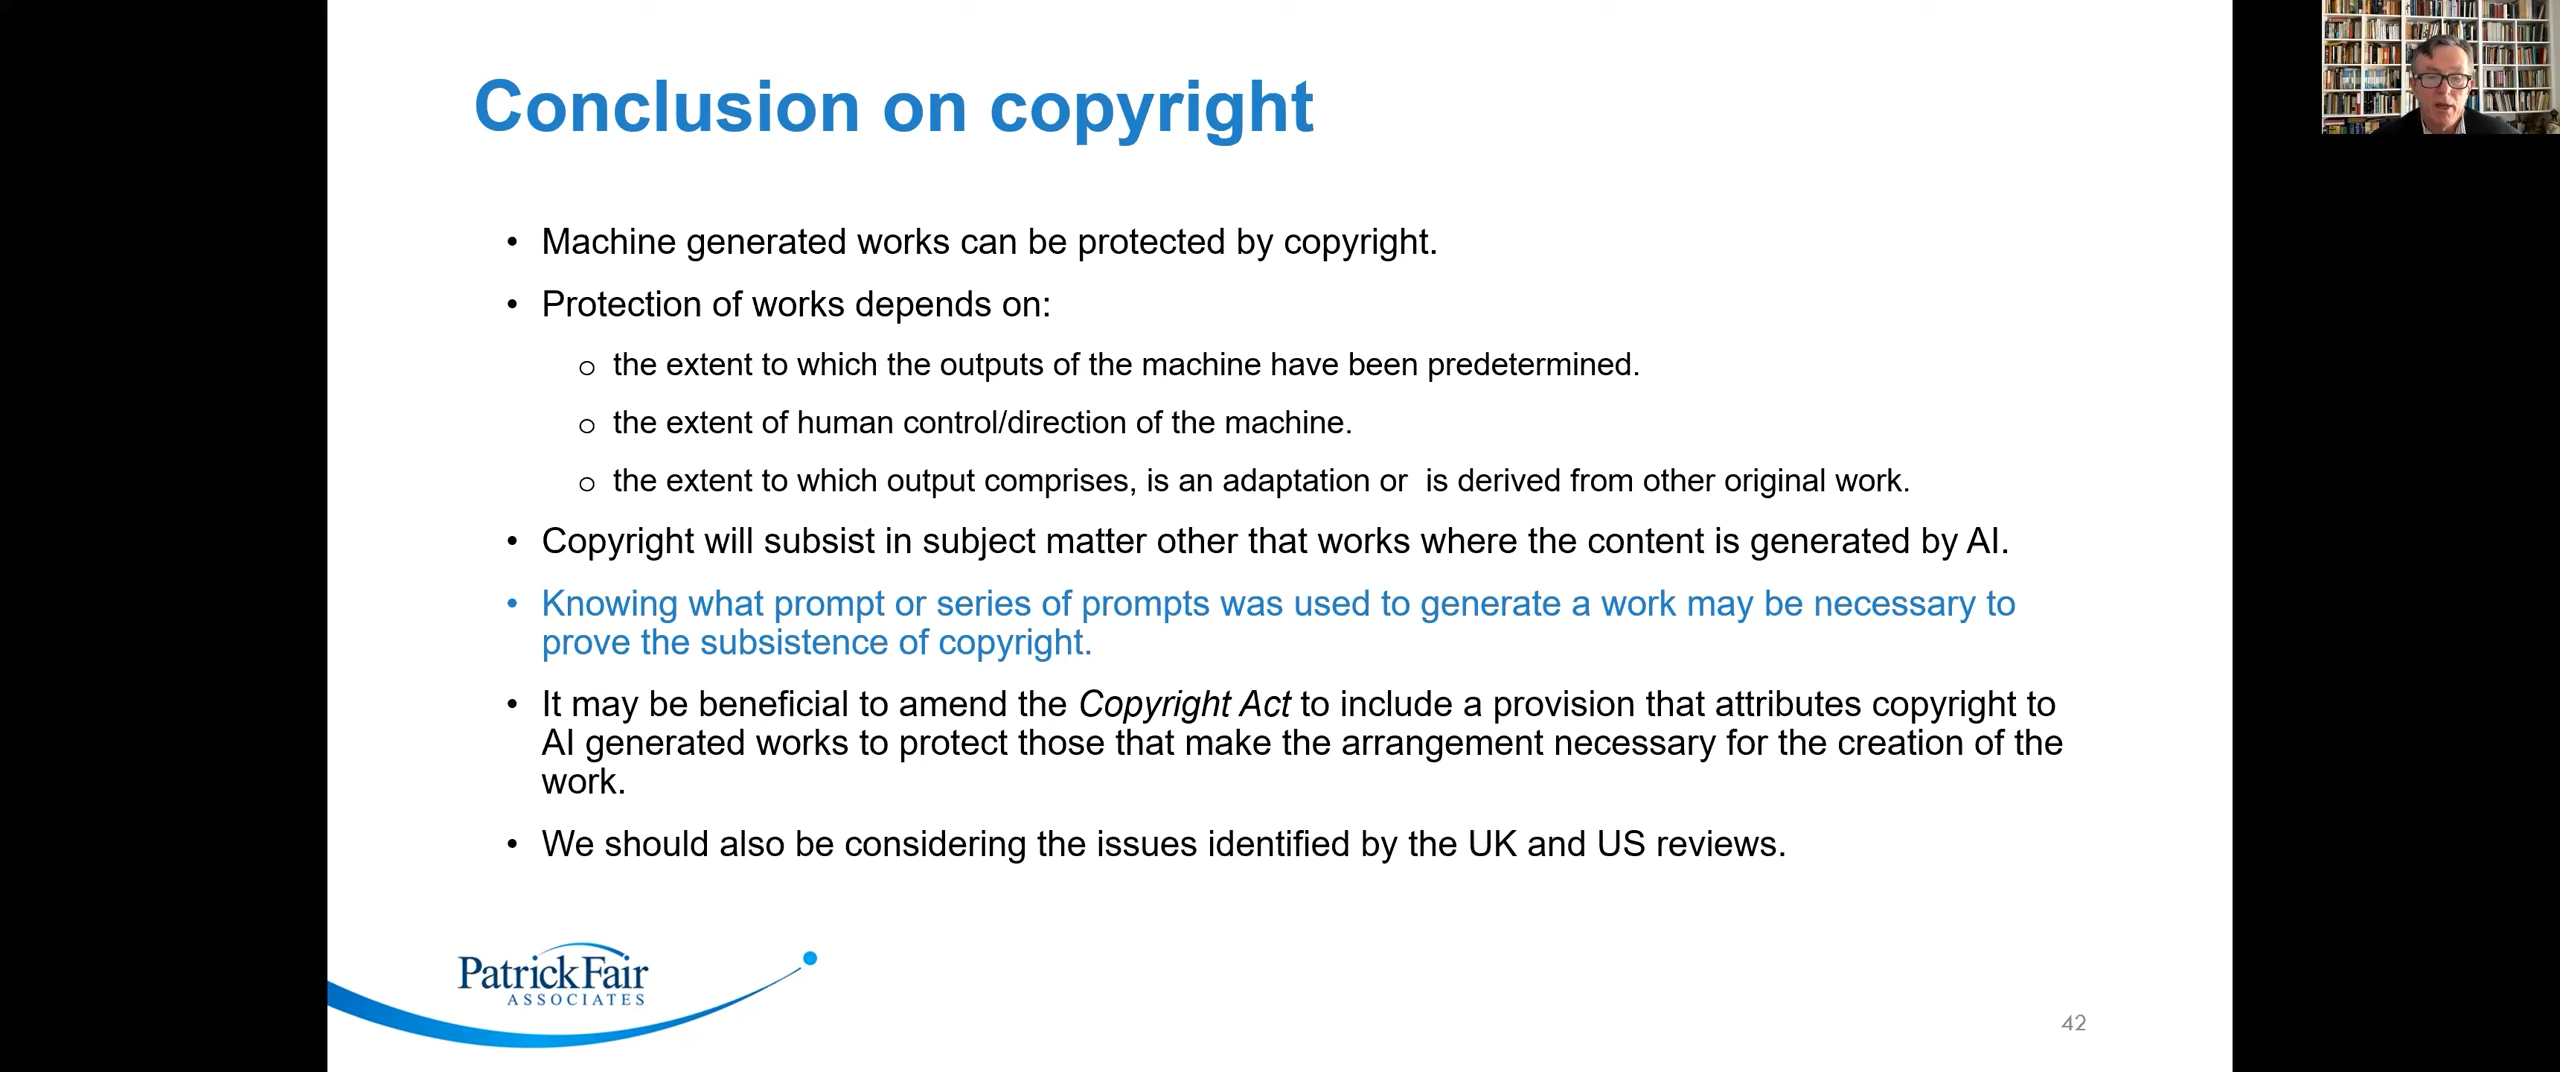 Conclusion on copyright
• Machine generated works can be protected by copyright.
• Protection of works depends on:
o the extent to which the outputs of the machine have been predetermined.
o the extent of human control/direction of the machine.
o the extent to which output comprises, is an adaptation or  is derived from other original work.
• Copyright will subsist in subject matter other that works where the content is generated by AI.
• Knowing what prompt or series of prompts was used to generate a work may be necessary to
prove the subsistence of copyright.
• It may be beneficial to amend the Copyright Act to include a provision that attributes copyright to
AI generated works to protect those that make the arrangement necessary for the creation of the
work.
• We should also be considering the issues identified by the UK and US reviews.
PatrickFair
ASSOCIATES
42